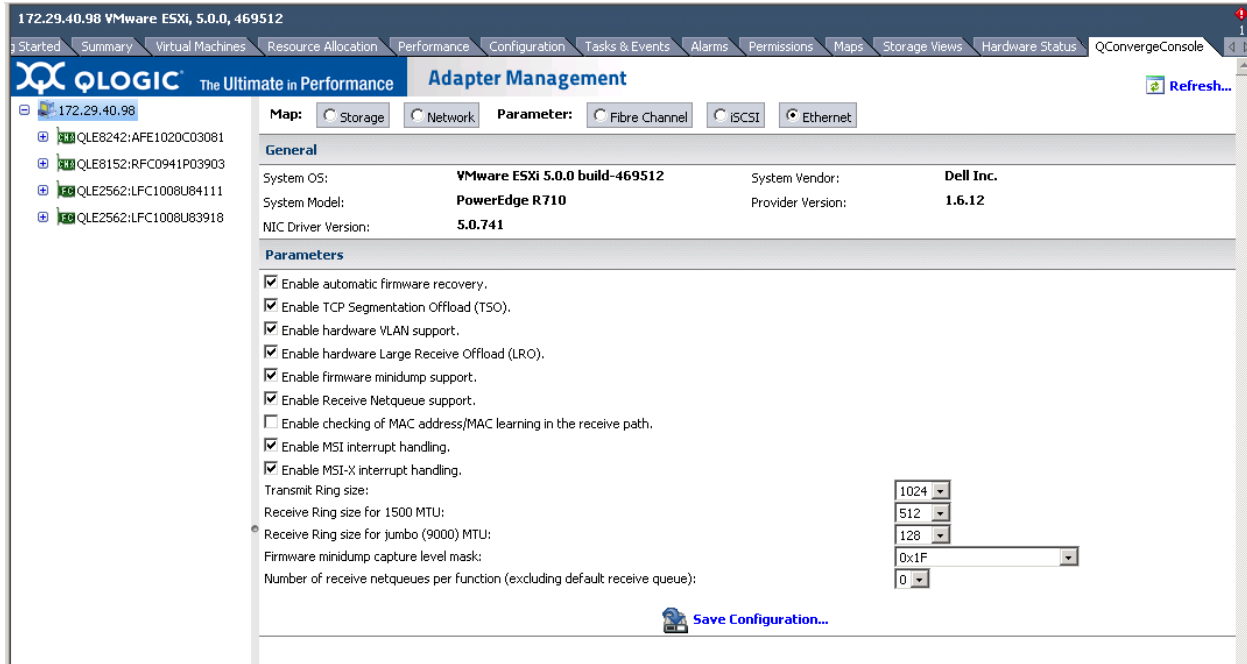 172.29.40.98 VMware ESXi, 5.0.0, 469512
1
g Started Summary Virtual Machines Resource Allocation Performance Configuration Tasks & Events Alarms Permissions Maps Storage Views Hardware Status QConvergeConsole
QLOGIC The Ultimate in Performance Adapter Management
Refresh...
172.29.40.98
QLE8242:AFE1020C03081
QLE8152:RFC0941P03903
QLE2562:LFC1008U84111
QLE2562:LFC1008U83918
Map: Storage Network Parameter: Fibre Channel iSCSI Ethernet
General
System OS: VMware ESXi 5.0.0 build-469512 System Vendor: Dell Inc.
System Model: PowerEdge R710 Provider Version: 1.6.12
NIC Driver Version: 5.0.741
Parameters
Enable automatic firmware recovery.
Enable TCP Segmentation Offload (TSO).
Enable hardware VLAN support.
Enable hardware Large Receive Offload (LRO).
Enable firmware minidump support.
Enable Receive Netqueue support.
Enable checking of MAC address/MAC learning in the receive path.
Enable MSI interrupt handling.
Enable MSI-X interrupt handling.
Transmit Ring size: 1024
Receive Ring size for 1500 MTU: 512
Receive Ring size for jumbo (9000) MTU: 128
Firmware minidump capture level mask: 0x1F
Number of receive netqueues per function (excluding default receive queue): 0
Save Configuration...